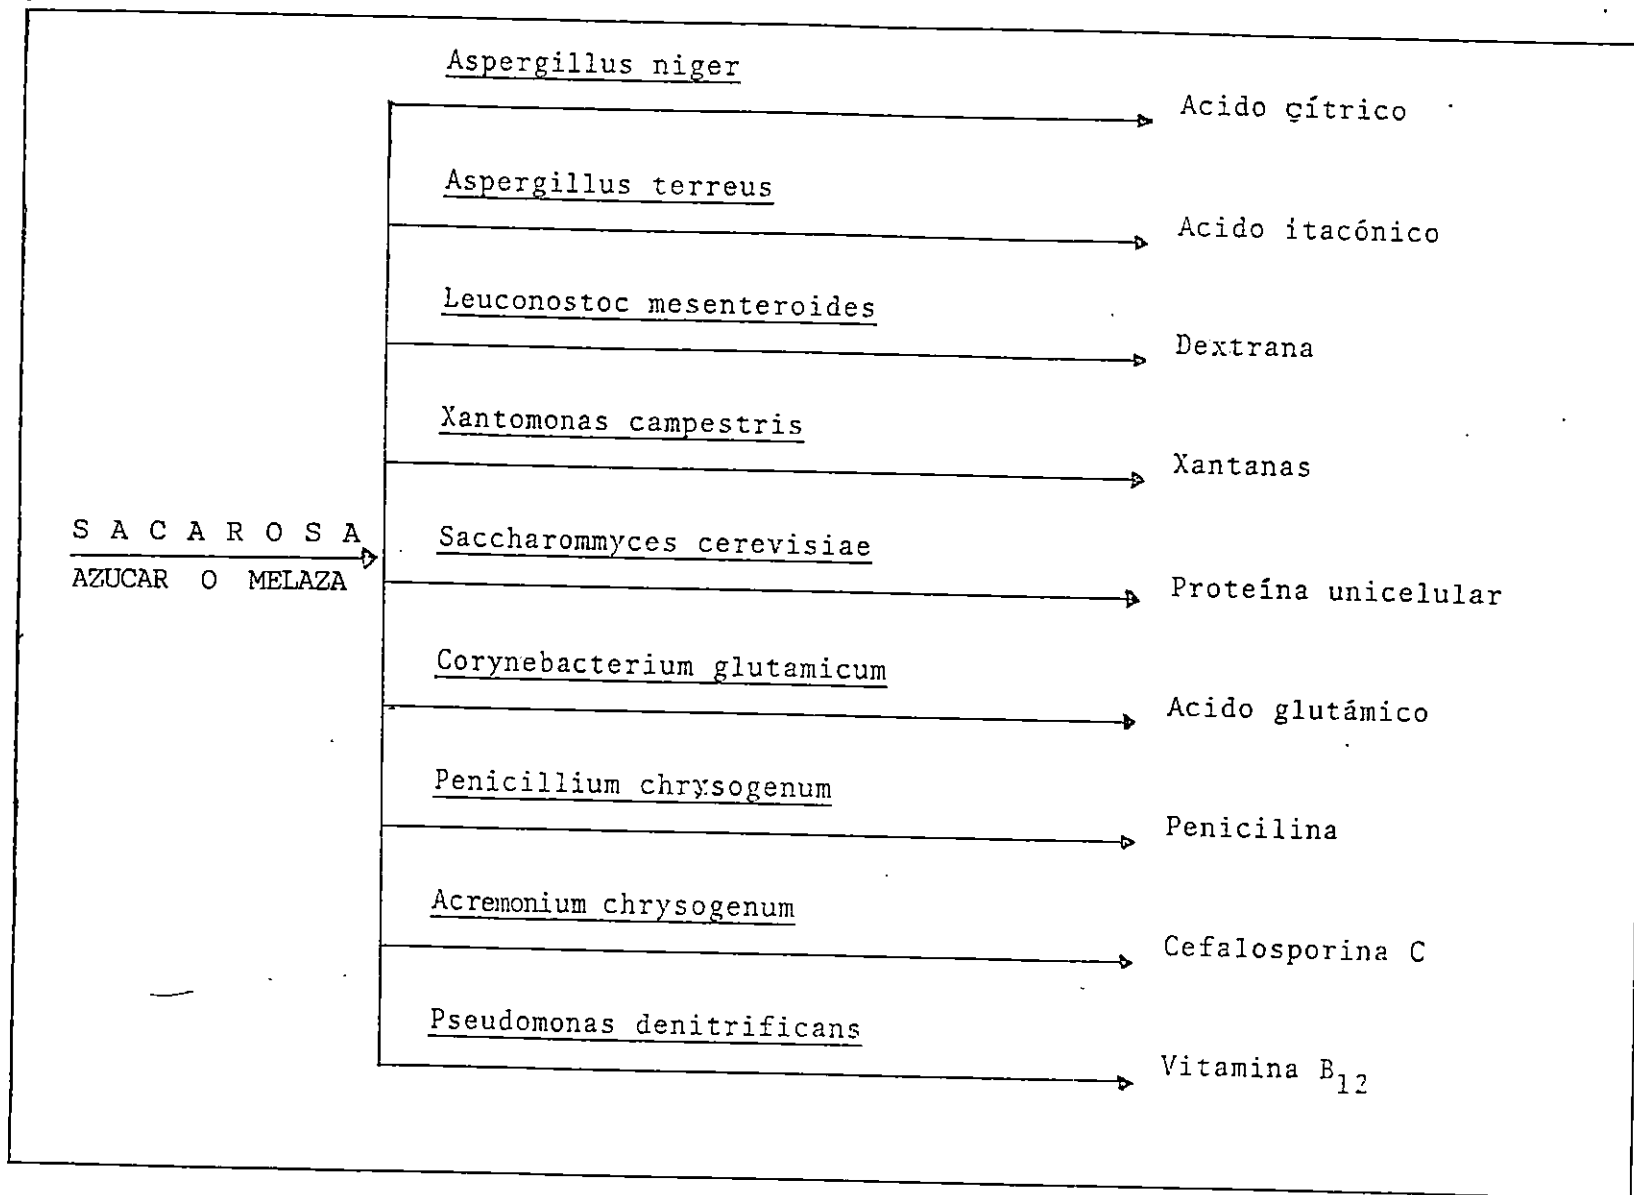 Aspergillus niger
Acido cítrico
Aspergillus terreus
Acido itacónico
Leuconostoc mesenteroides
Dextrana
Xantomonas campestris
Xantanas
S A C A R O S A
AZUCAR O MELAZA
Saccharommyces cerevisiae
Proteína unicelular
Corynebacterium glutamicum
Acido glutámico
Penicillium chrysogenum
Penicilina
Acremonium chrysogenum
Cefalosporina C
Pseudomonas denitrificans
Vitamina B12